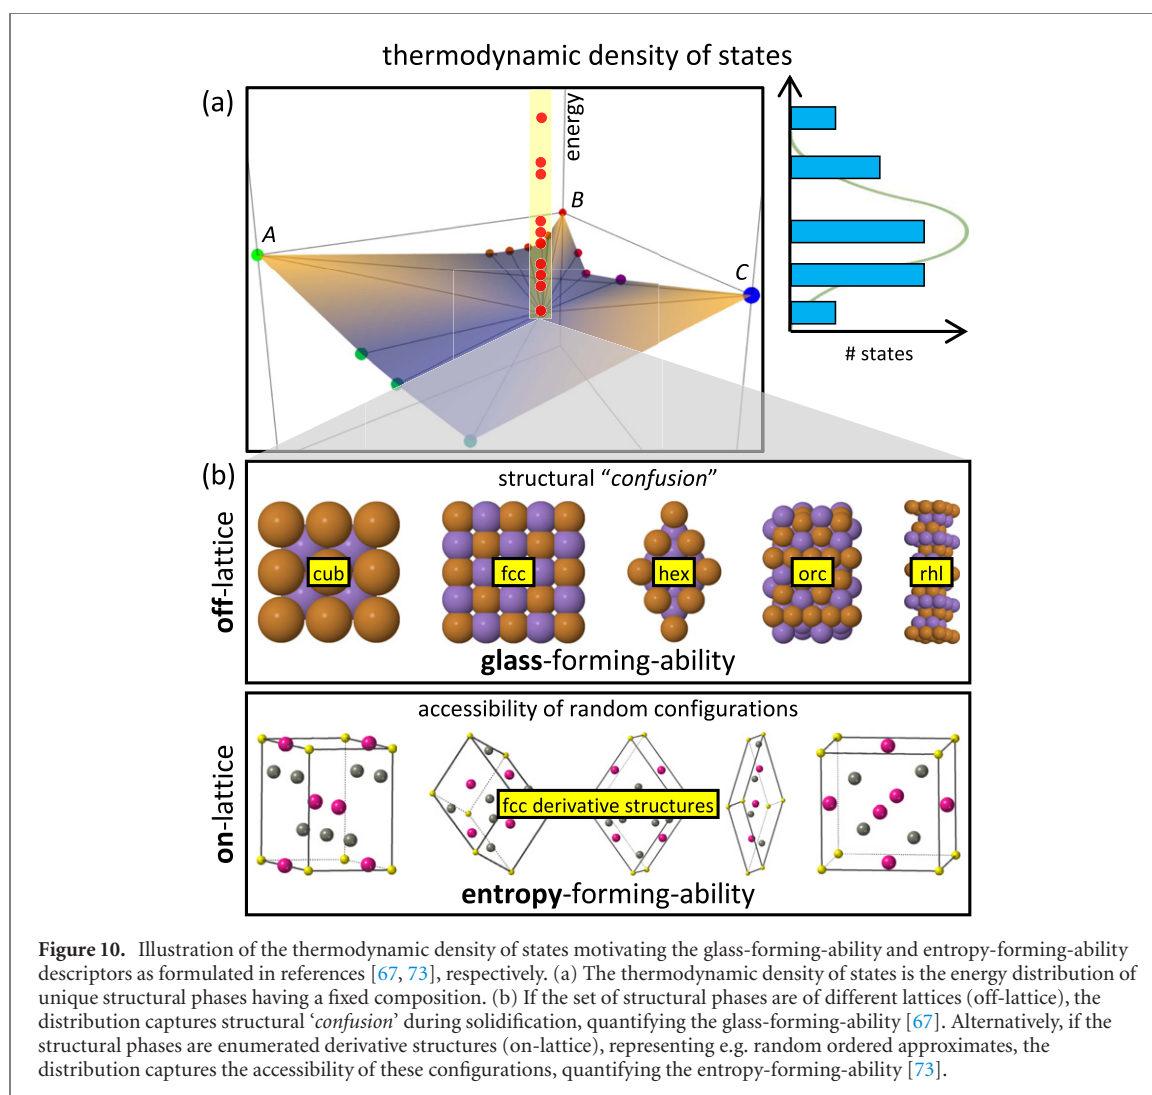 thermodynamic density of states
(a)
energy
A
B
C
# states
(b)
structural “confusion”
off-lattice
cub
fcc
hex
orc
rhl
glass-forming-ability
accessibility of random configurations
on-lattice
fcc derivative structures
entropy-forming-ability
Figure 10. Illustration of the thermodynamic density of states motivating the glass-forming-ability and entropy-forming-ability
descriptors as formulated in references [67, 73], respectively. (a) The thermodynamic density of states is the energy distribution of
unique structural phases having a fixed composition. (b) If the set of structural phases are of different lattices (off-lattice), the
distribution captures structural ‘confusion’ during solidification, quantifying the glass-forming-ability [67]. Alternatively, if the
structural phases are enumerated derivative structures (on-lattice), representing e.g. random ordered approximates, the
distribution captures the accessibility of these configurations, quantifying the entropy-forming-ability [73].